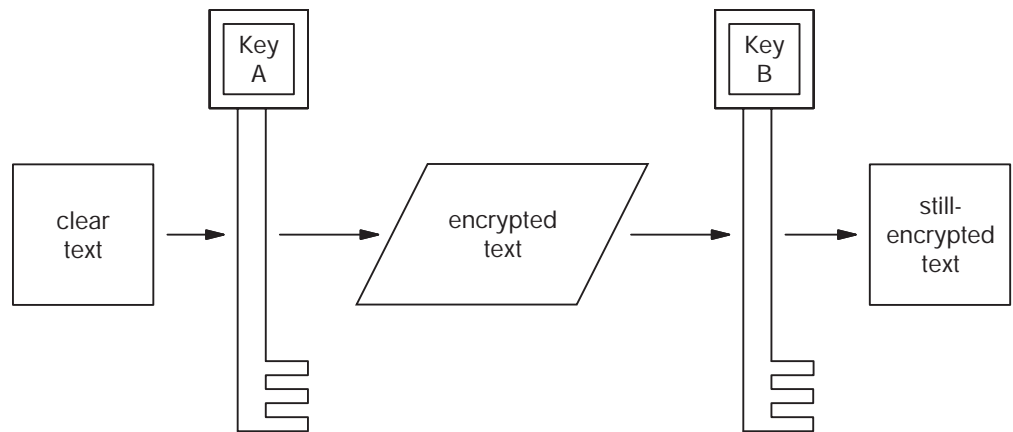 Key
A
Key
B
clear
text
encrypted
text
still-
encrypted
text